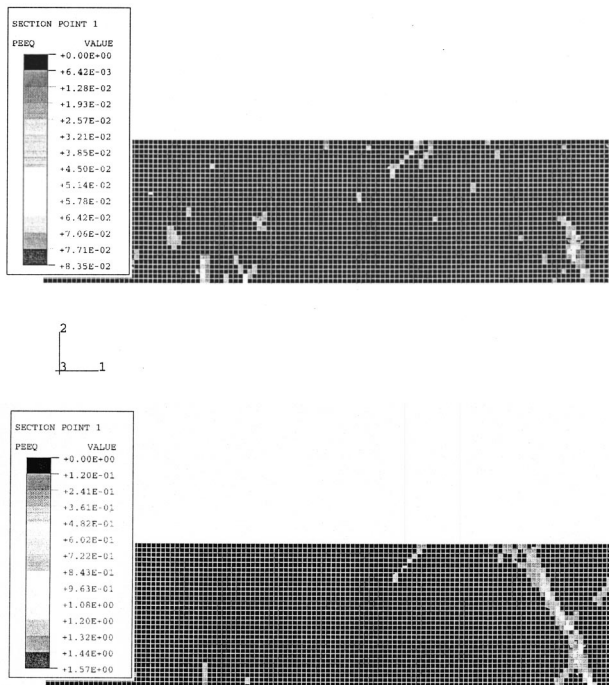 SECTION POINT 1
PEEQ VALUE
+0.00E+00
+6.42E-03
+1.28E-02
+1.93E-02
+2.57E-02
+3.21E-02
+3.85E-02
+4.50E-02
+5.14E-02
+5.78E-02
+6.42E-02
+7.06E-02
+7.71E-02
+8.35E-02
2
3 1
SECTION POINT 1
PEEQ VALUE
+0.00E+00
+1.20E-01
+2.41E-01
+3.61E-01
+4.82E-01
+6.02E-01
+7.22E-01
+8.43E-01
+9.63E-01
+1.08E+00
+1.20E+00
+1.32E+00
+1.44E+00
+1.57E+00